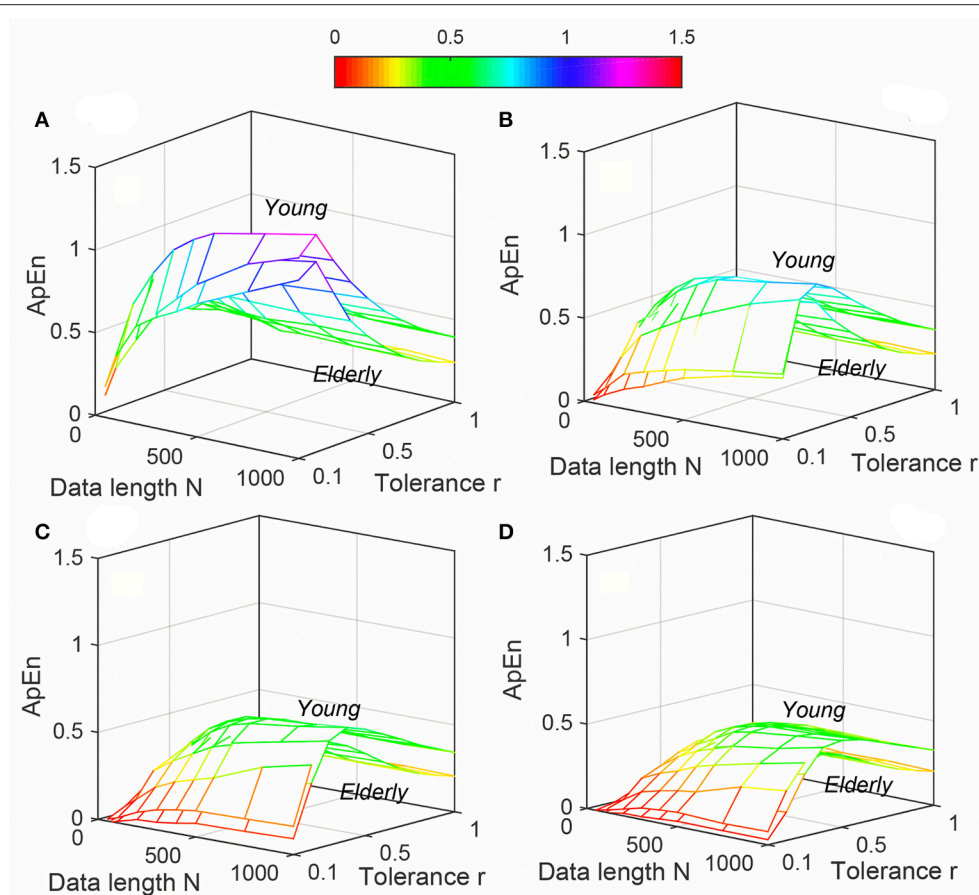 0 0.5 1 1.5
A
1.5
1
0.5
0
ApEn
Young
Elderly
0
500
1000
Data length N
0.1
0.5
1
Tolerance r
B
1.5
1
0.5
0
ApEn
Young
Elderly
0
500
1000
Data length N
0.1
0.5
1
Tolerance r
C
1.5
1
0.5
0
ApEn
Young
Elderly
0
500
1000
Data length N
0.1
0.5
1
Tolerance r
D
1.5
1
0.5
0
ApEn
Young
Elderly
0
500
1000
Data length N
0.1
0.5
1
Tolerance r